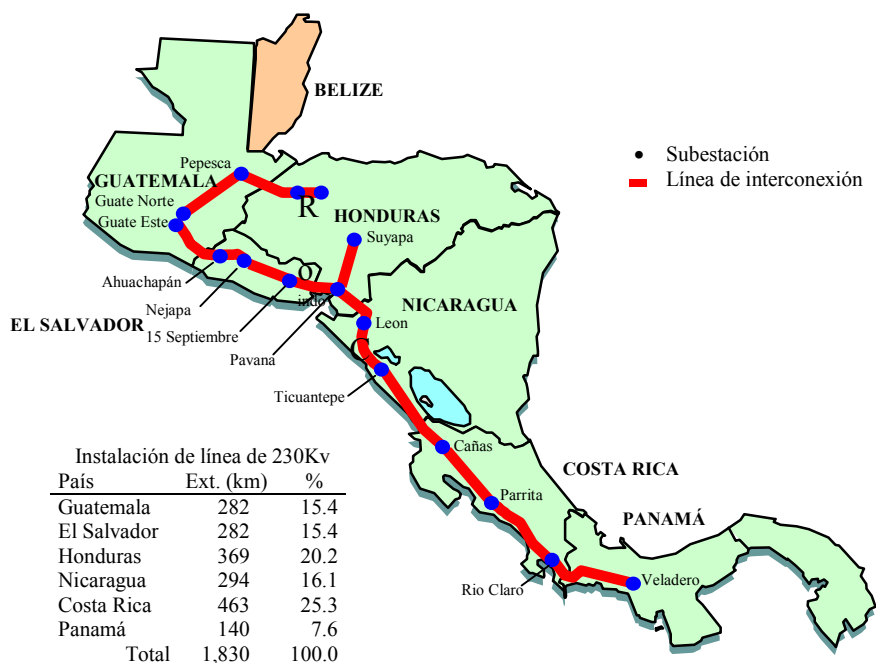 BELIZE
Pepesca
GUATEMALA
Guate Norte
Guate Este
R
HONDURAS
Suyapa
Ahuachapán
o
Nejapa
indo
NICARAGUA
EL SALVADOR
15 Septiembre
Leon
Pavana
C
Ticuantepe
Cañas
COSTA RICA
Parrita
PANAMÁ
Rio Claro
Veladero
Subestación
Línea de interconexión
Instalación de línea de 230Kv
País Ext. (km) %
Guatemala 282 15.4
El Salvador 282 15.4
Honduras 369 20.2
Nicaragua 294 16.1
Costa Rica 463 25.3
Panamá 140 7.6
Total 1,830 100.0